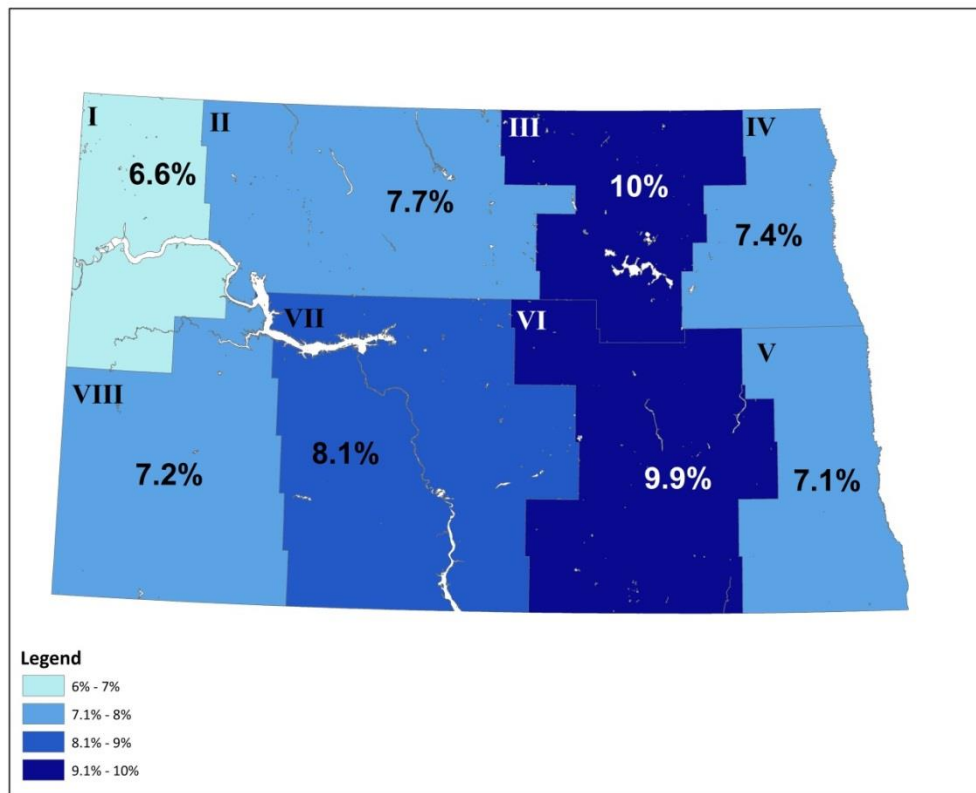 I
6.6%
II
7.7%
III
10%
IV
7.4%
VIII
7.2%
VII
8.1%
VI
9.9%
V
7.1%
Legend
6% - 7%
7.1% - 8%
8.1% - 9%
9.1% - 10%